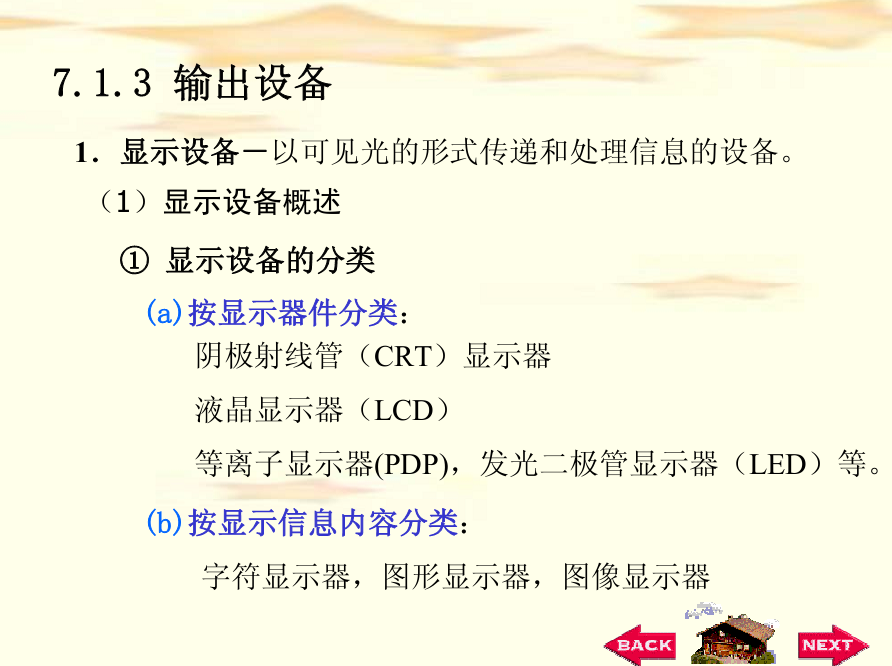 7.1.3 输出设备
1．显示设备－以可见光的形式传递和处理信息的设备。
（1）显示设备概述
① 显示设备的分类
(a)按显示器件分类：
阴极射线管（CRT）显示器
液晶显示器（LCD）
等离子显示器(PDP)，发光二极管显示器（LED）等。
(b)按显示信息内容分类：
字符显示器，图形显示器，图像显示器
BACK NEXT